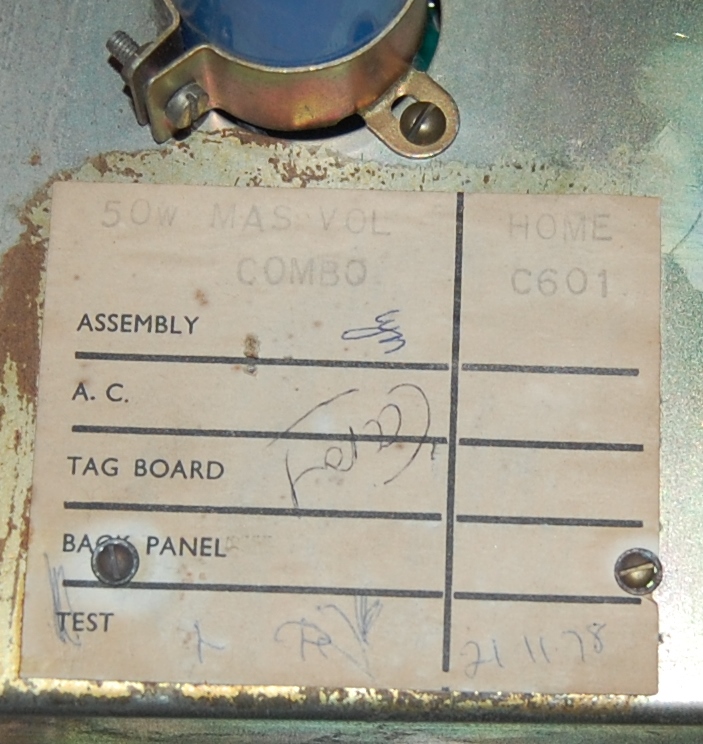 50W MAS VOL HOME
COMBO C601
ASSEMBLY
A. C.
TAG BOARD
BACK PANEL
TEST 21 11 78